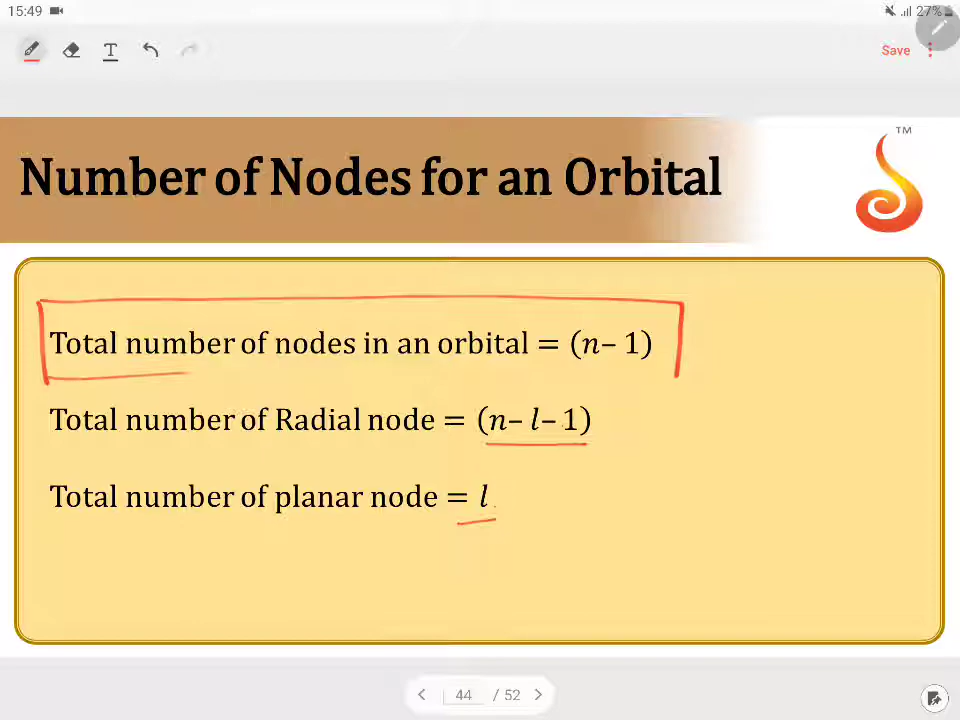 15:49
27%
T
Save
TM
Number of Nodes for an Orbital
Total number of nodes in an orbital = (n– 1)
Total number of Radial node = (n– l– 1)
Total number of planar node = l
44 / 52